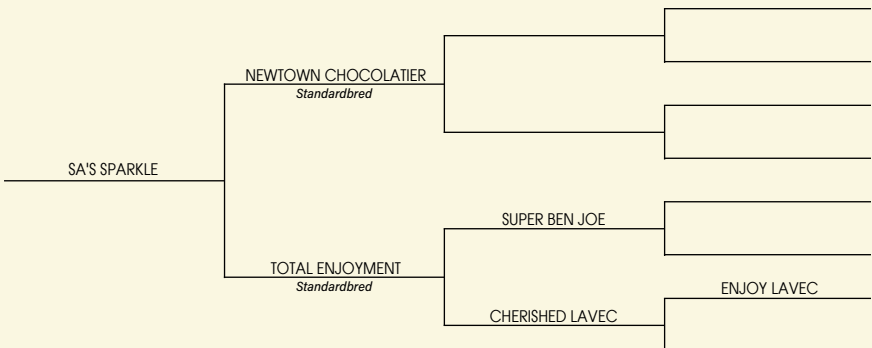 NEWTOWN CHOCOLATIER
Standardbred
SA'S SPARKLE
SUPER BEN JOE
TOTAL ENJOYMENT
Standardbred
ENJOY LAVEC
CHERISHED LAVEC